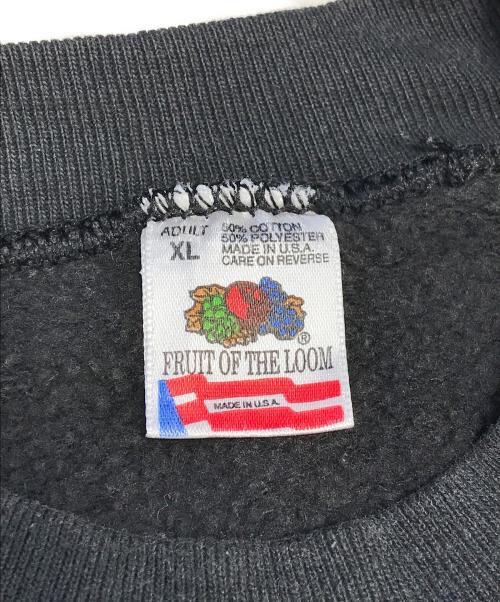 ADULT
XL
50% COTTON
50% POLYESTER
MADE IN U.S.A.
CARE ON REVERSE
®
FRUIT OF THE LOOM
MADE IN U.S.A.